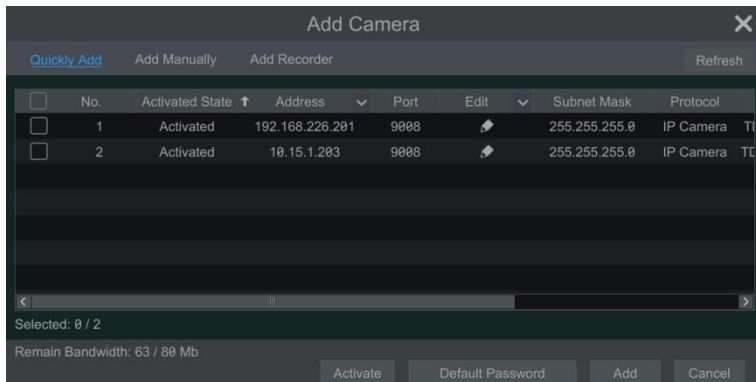 Add Camera
Quickly Add Add Manually Add Recorder Refresh
No. Activated State Address Port Edit Subnet Mask Protocol
1 Activated 192.168.226.201 9008 255.255.255.0 IP Camera
2 Activated 10.15.1.203 9008 255.255.255.0 IP Camera
Selected: 0 / 2
Remain Bandwidth: 63 / 80 Mb
Activate Default Password Add Cancel